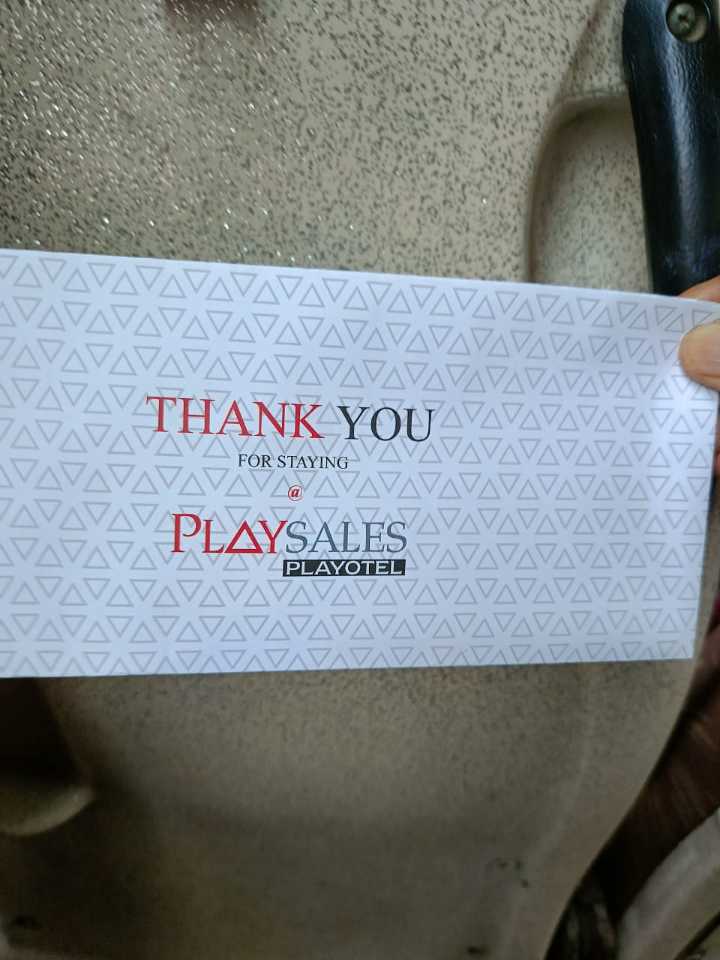 THANK YOU
FOR STAYING
@
PLAYSALES
PLAYOTEL